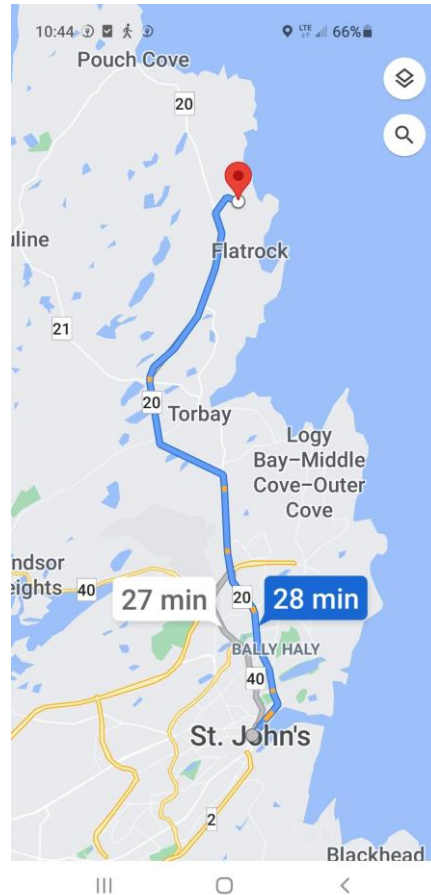 10:44
LTE 66%
Pouch Cove
20
uline
Flatrock
21
20
Torbay
Logy
Bay–Middle
Cove–Outer
Cove
ndsor
eights
40
27 min
20
28 min
BALLY HALY
40
St. John's
2
Blackhead